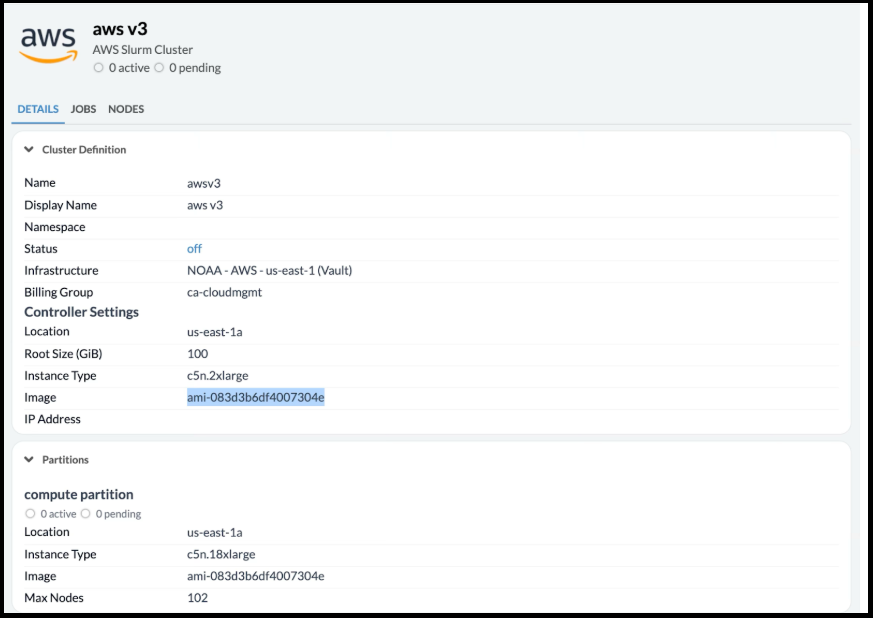 aws
aws v3
AWS Slurm Cluster
0 active 0 pending
DETAILS JOBS NODES
Cluster Definition
Name awsv3
Display Name aws v3
Namespace
Status off
Infrastructure NOAA - AWS - us-east-1 (Vault)
Billing Group ca-cloudmgmt
Controller Settings
Location us-east-1a
Root Size (GiB) 100
Instance Type c5n.2xlarge
Image ami-083d3b6df4007304e
IP Address
Partitions
compute partition
0 active 0 pending
Location us-east-1a
Instance Type c5n.18xlarge
Image ami-083d3b6df4007304e
Max Nodes 102